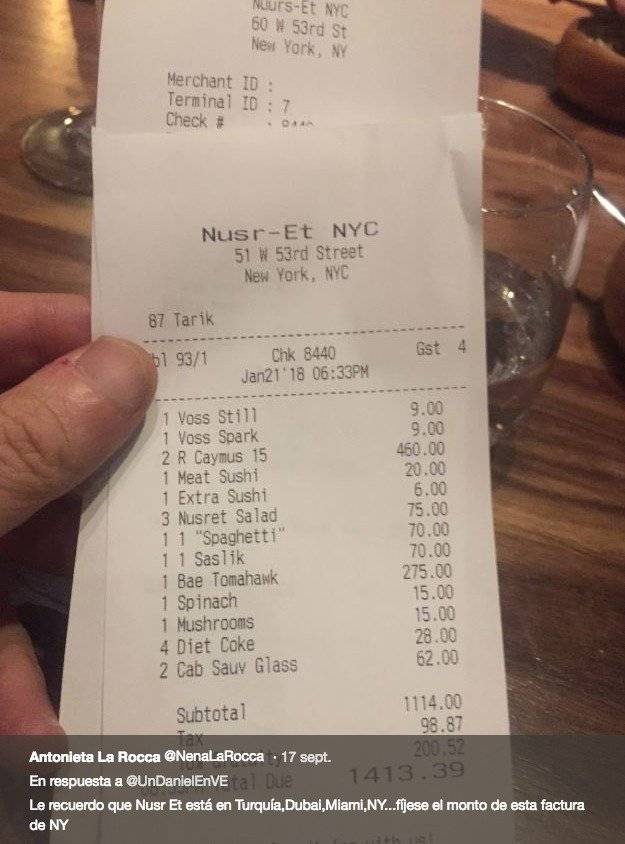 Nuurs-Et NYC
60 W 53rd St
New York, NY
Merchant ID :
Terminal ID : 7
Check # :
Nusr-Et NYC
51 W 53rd Street
New York, NYC
87 Tarik
bl 93/1 Chk 8440 Gst 4
Jan21'18 06:33PM
1 Voss Still 9.00
1 Voss Spark 9.00
2 R Caymus 15 460.00
1 Meat Sushi 20.00
1 Extra Sushi 6.00
3 Nusret Salad 75.00
1 1 "Spaghetti" 70.00
1 1 Saslik 70.00
1 Bae Tomahawk 275.00
1 Spinach 15.00
1 Mushrooms 15.00
4 Diet Coke 28.00
2 Cab Sauv Glass 62.00
Subtotal 1114.00
Tax 98.87
200.52
Total Due 1413.39
Antonieta La Rocca @NenaLaRocca · 17 sept.
En respuesta a @UnDanielEnVE
Le recuerdo que Nusr Et está en Turquía,Dubai,Miami,NY...fíjese el monto de esta factura
de NY